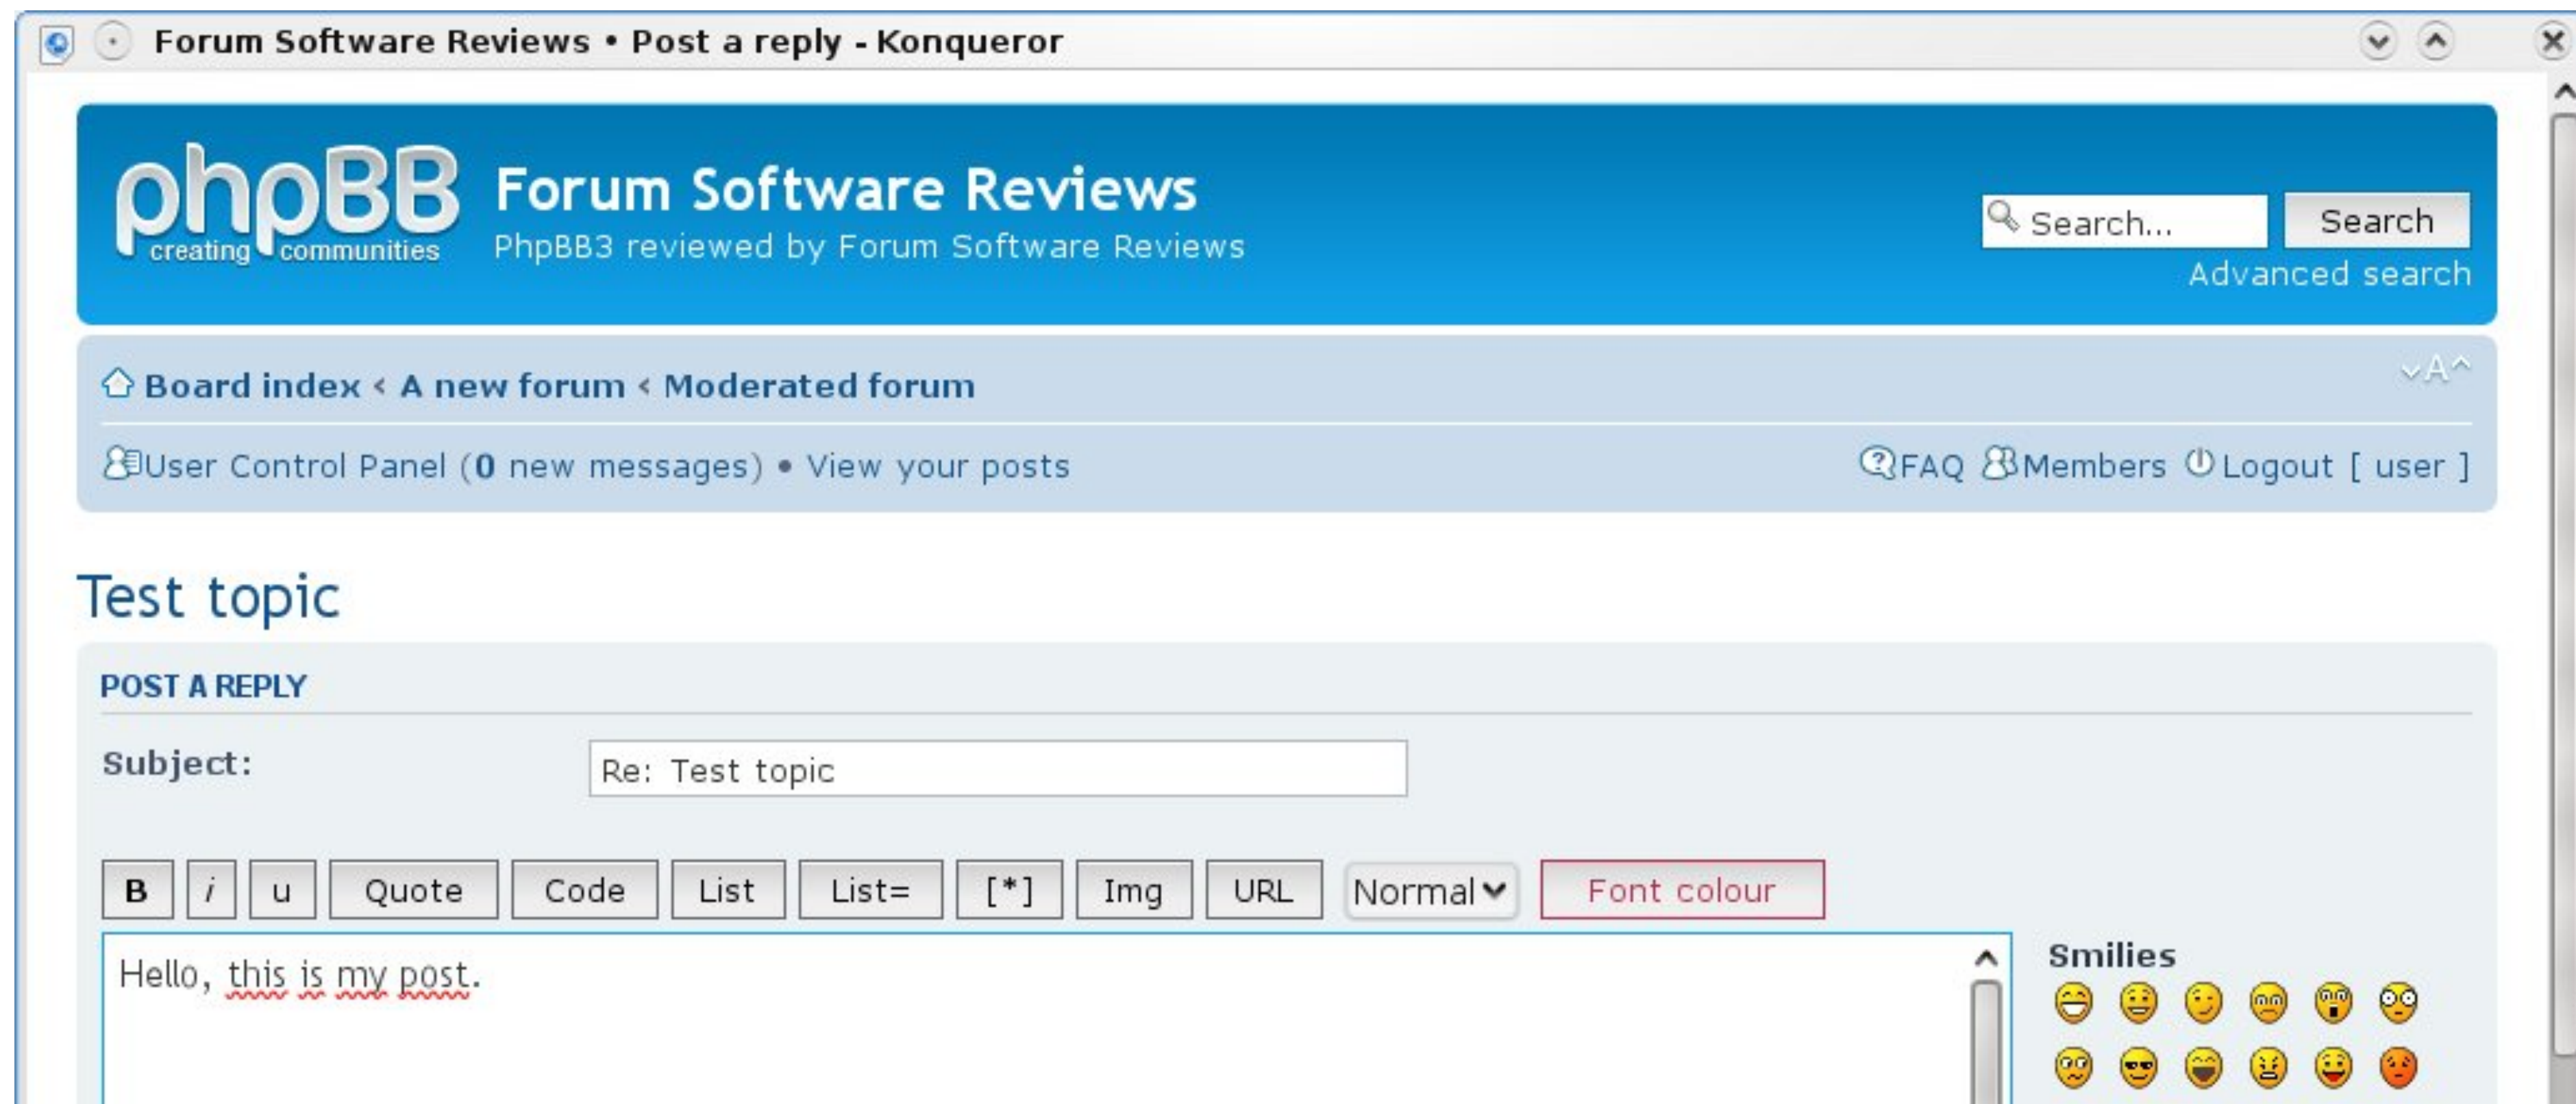 Forum Software Reviews • Post a reply - Konqueror
phpBB
creating communities
Forum Software Reviews
PhpBB3 reviewed by Forum Software Reviews
Search... Search
Advanced search
Board index ‹ A new forum ‹ Moderated forum
A
User Control Panel (0 new messages) • View your posts
FAQ Members Logout [ user ]
Test topic
POST A REPLY
Subject: Re: Test topic
B i u Quote Code List List= [*] Img URL Normal Font colour
Hello, this is my post.
Smilies